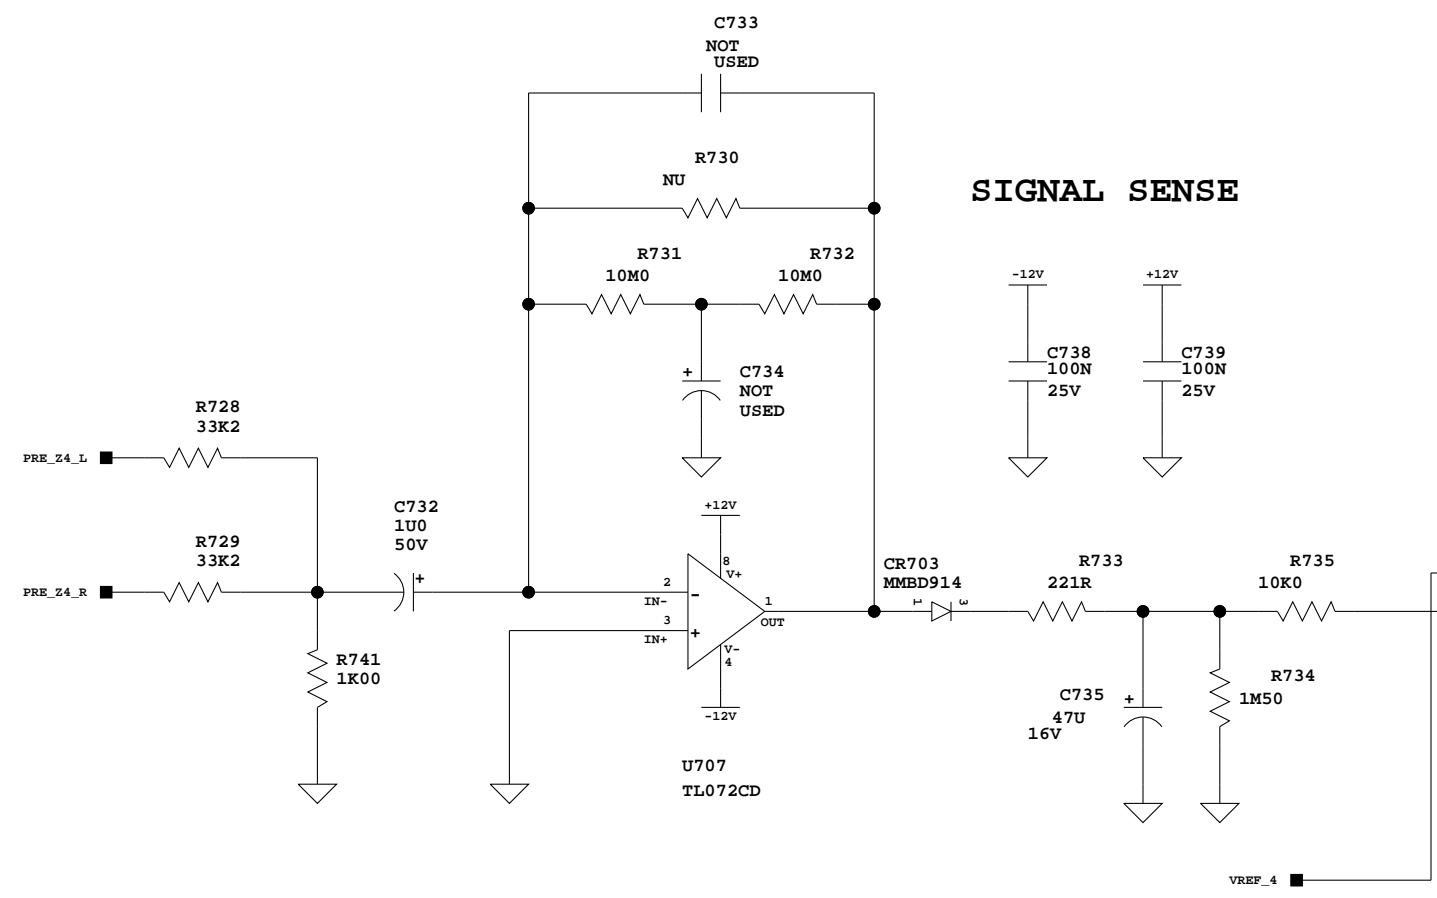 C733
NOT
USED
R730
NU
SIGNAL SENSE
R731
10M0
R732
10M0
-12V
+12V
C738
100N
25V
C739
100N
25V
C734
NOT
USED
+
R728
33K2
PRE_Z4_L
C732
1U0
50V
+
R729
33K2
PRE_Z4_R
+12V
8
V+
2
IN-
-
3
IN+
+
1
OUT
V-
4
-12V
U707
TL072CD
CR703
MMBD914
1
3
R733
221R
R735
10K0
R741
1K00
C735
47U
16V
+
R734
1M50
VREF_4